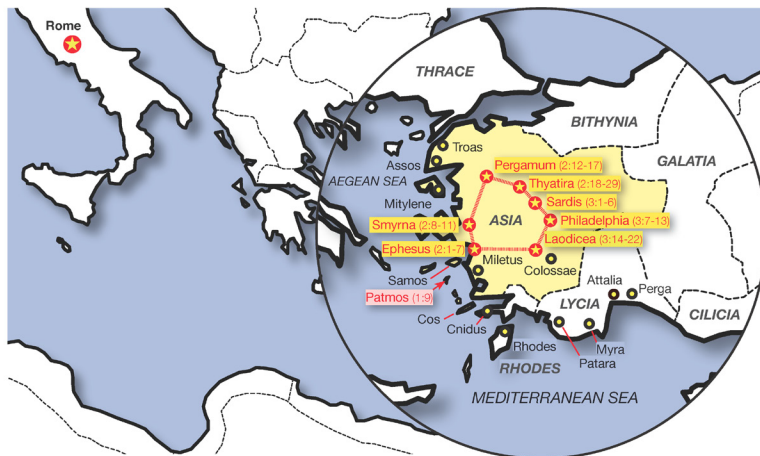 Rome
THRACE
BITHYNIA
GALATIA
Troas
Assos
Pergamum (2:12-17)
AEGEAN SEA
Thyatira (2:18-29)
Mitylene
Sardis (3:1-6)
ASIA
Smyrna (2:8-11)
Philadelphia (3:7-13)
Laodicea (3:14-22)
Ephesus (2:1-7)
Miletus
Colossae
Samos
Attalia
Patmos (1:9)
Perga
LYCIA
Cos
CILICIA
Cnidus
Rhodes
Myra
Patara
RHODES
MEDITERRANEAN SEA